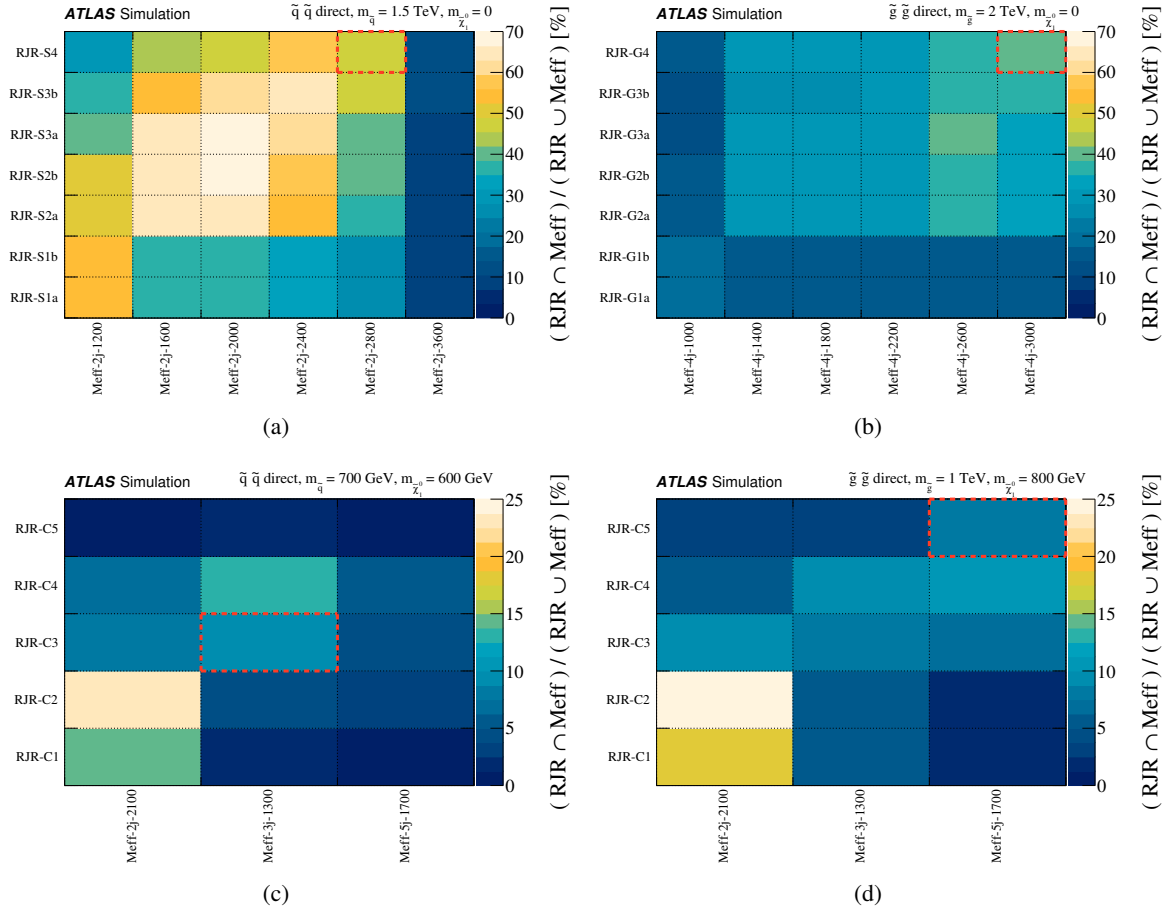 ATLAS Simulation
q̃ q̃ direct, m_q̃ = 1.5 TeV, m_χ̃₁⁰=0
RJR-S4
RJR-S3b
RJR-S3a
RJR-S2b
RJR-S2a
RJR-S1b
RJR-S1a
Meff-2j-1200
Meff-2j-1600
Meff-2j-2000
Meff-2j-2400
Meff-2j-2800
Meff-2j-3600
70
60
50
40
30
20
10
0
( RJR ∩ Meff ) / ( RJR ∪ Meff ) [%]
(a)
ATLAS Simulation
g̃ g̃ direct, m_g̃ = 2 TeV, m_χ̃₁⁰=0
RJR-G4
RJR-G3b
RJR-G3a
RJR-G2b
RJR-G2a
RJR-G1b
RJR-G1a
Meff-4j-1000
Meff-4j-1400
Meff-4j-1800
Meff-4j-2200
Meff-4j-2600
Meff-4j-3000
70
60
50
40
30
20
10
0
( RJR ∩ Meff ) / ( RJR ∪ Meff ) [%]
(b)
ATLAS Simulation
q̃ q̃ direct, m_q̃ = 700 GeV, m_χ̃₁⁰ = 600 GeV
RJR-C5
RJR-C4
RJR-C3
RJR-C2
RJR-C1
Meff-2j-2100
Meff-3j-1300
Meff-5j-1700
25
20
15
10
5
0
( RJR ∩ Meff ) / ( RJR ∪ Meff ) [%]
(c)
ATLAS Simulation
g̃ g̃ direct, m_g̃ = 1 TeV, m_χ̃₁⁰ = 800 GeV
RJR-C5
RJR-C4
RJR-C3
RJR-C2
RJR-C1
Meff-2j-2100
Meff-3j-1300
Meff-5j-1700
25
20
15
10
5
0
( RJR ∩ Meff ) / ( RJR ∪ Meff ) [%]
(d)